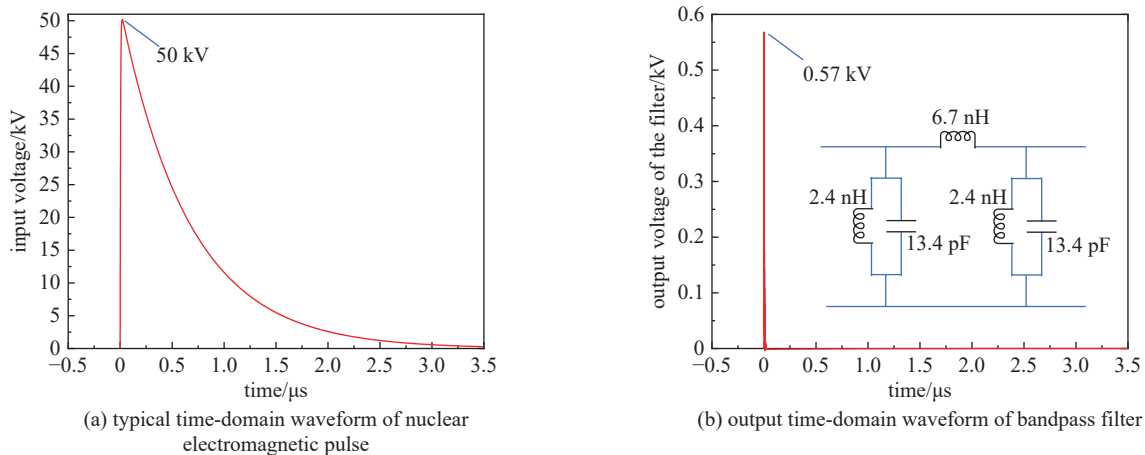 50
45
40
35
30
25
20
15
10
5
0
input voltage/kV
50 kV
−0.5 0 0.5 1.0 1.5 2.0 2.5 3.0 3.5
time/μs
(a) typical time-domain waveform of nuclear
electromagnetic pulse
0.6
0.5
0.4
0.3
0.2
0.1
0
output voltage of the filter/kV
0.57 kV
6.7 nH
2.4 nH
2.4 nH
13.4 pF
13.4 pF
−0.5 0 0.5 1.0 1.5 2.0 2.5 3.0 3.5
time/μs
(b) output time-domain waveform of bandpass filter